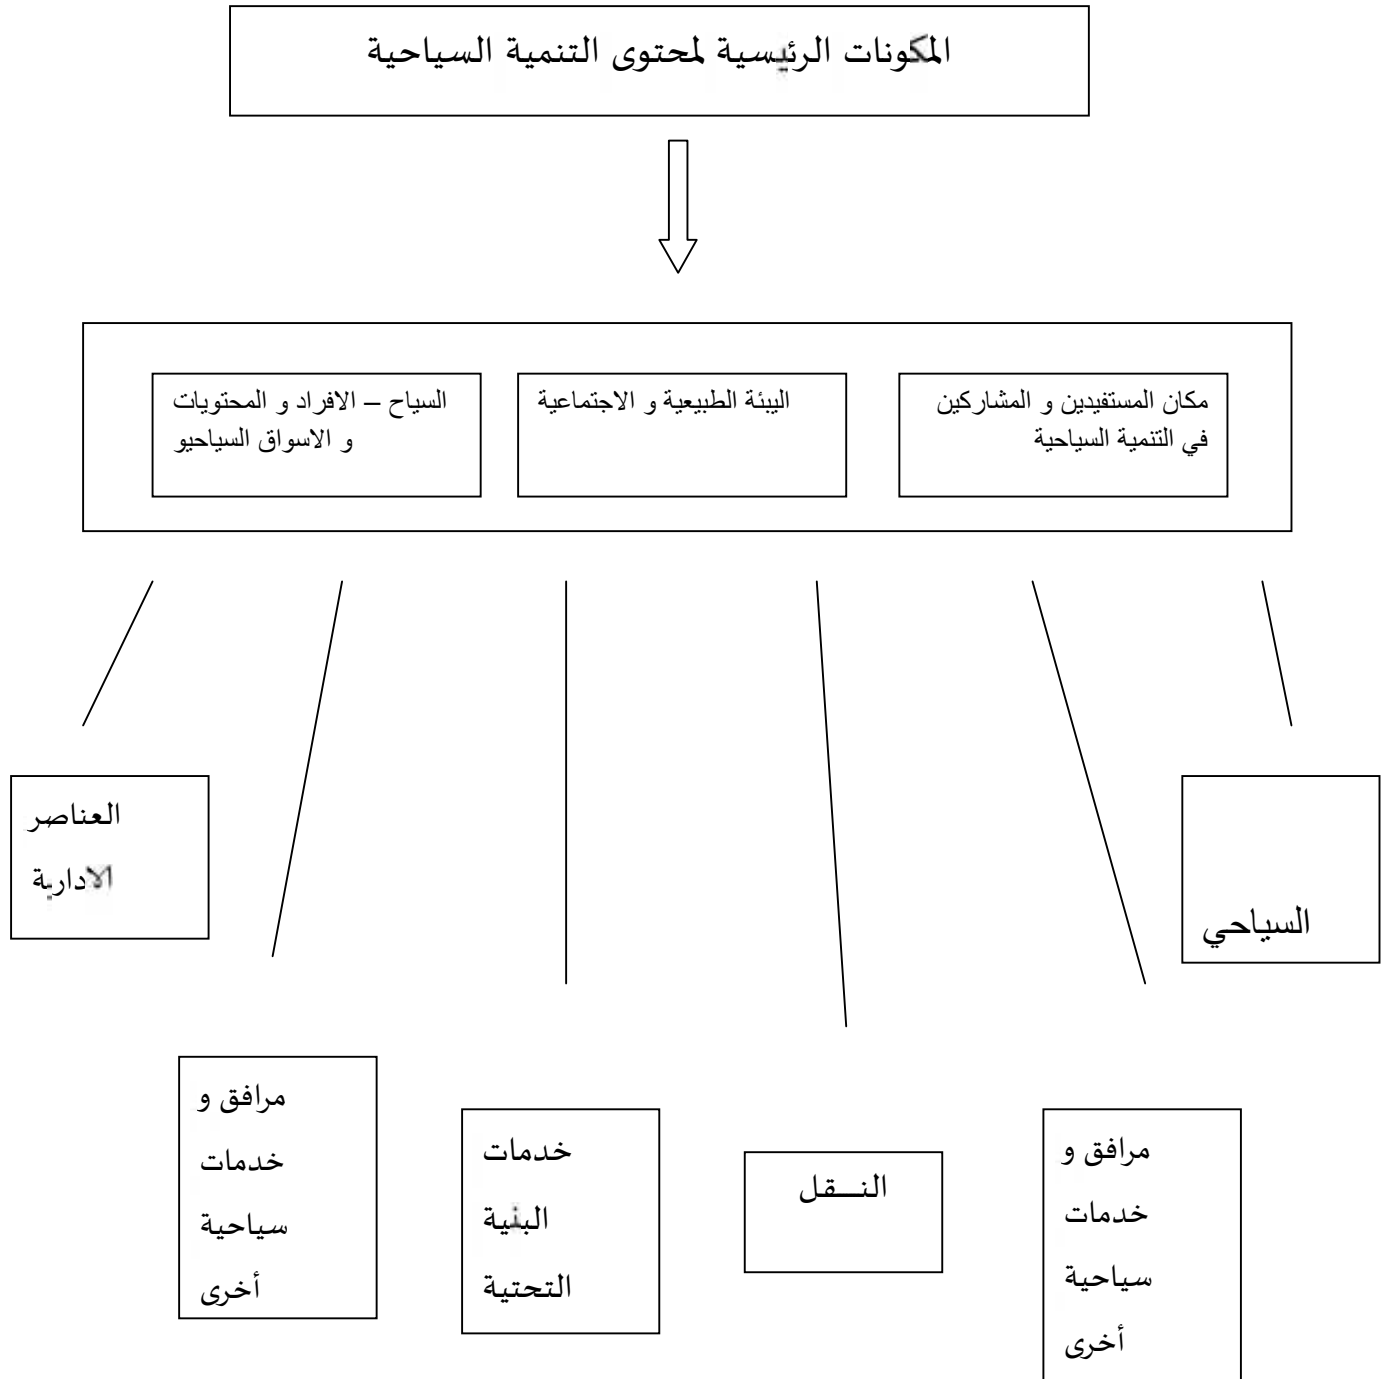 المكونات الرئيسية لمحتوى التنمية السياحية
مكان المستفيدين و المشاركين
في التنمية السياحية
البيئة الطبيعية و الاجتماعية
السياح – الافراد و المحتويات
و الاسواق السياحيو
السياحي
العناصر
الادارية
مرافق و
خدمات
سياحية
أخرى
النــقل
خدمات
البنية
التحتية
مرافق و
خدمات
سياحية
أخرى